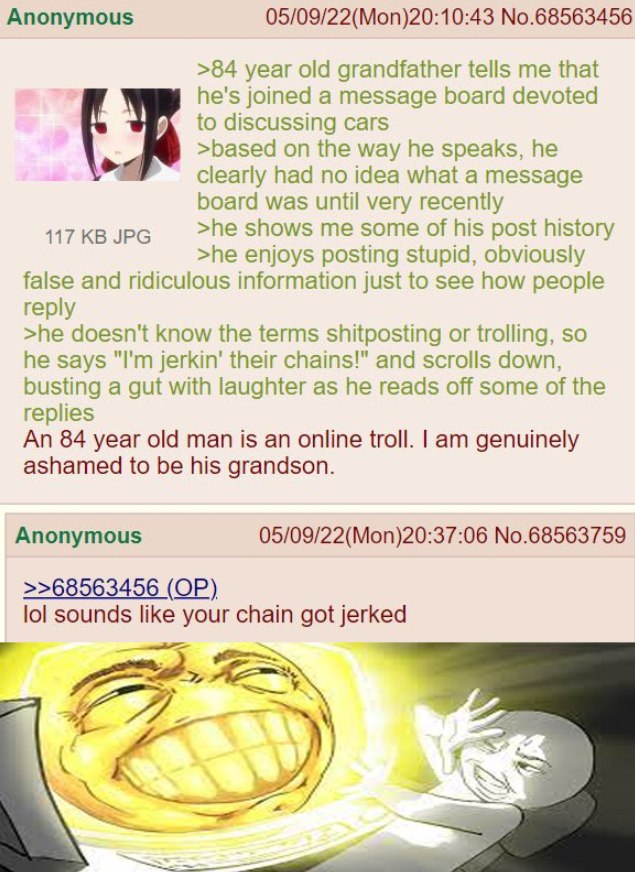 Anonymous 05/09/22(Mon)20:10:43 No.68563456
>84 year old grandfather tells me that
he's joined a message board devoted
to discussing cars
>based on the way he speaks, he
clearly had no idea what a message
board was until very recently
>he shows me some of his post history
>he enjoys posting stupid, obviously
false and ridiculous information just to see how people
reply
>he doesn't know the terms shitposting or trolling, so
he says "I'm jerkin' their chains!" and scrolls down,
busting a gut with laughter as he reads off some of the
replies
An 84 year old man is an online troll. I am genuinely
ashamed to be his grandson.
117 KB JPG
Anonymous 05/09/22(Mon)20:37:06 No.68563759
>>68563456 (OP)
lol sounds like your chain got jerked